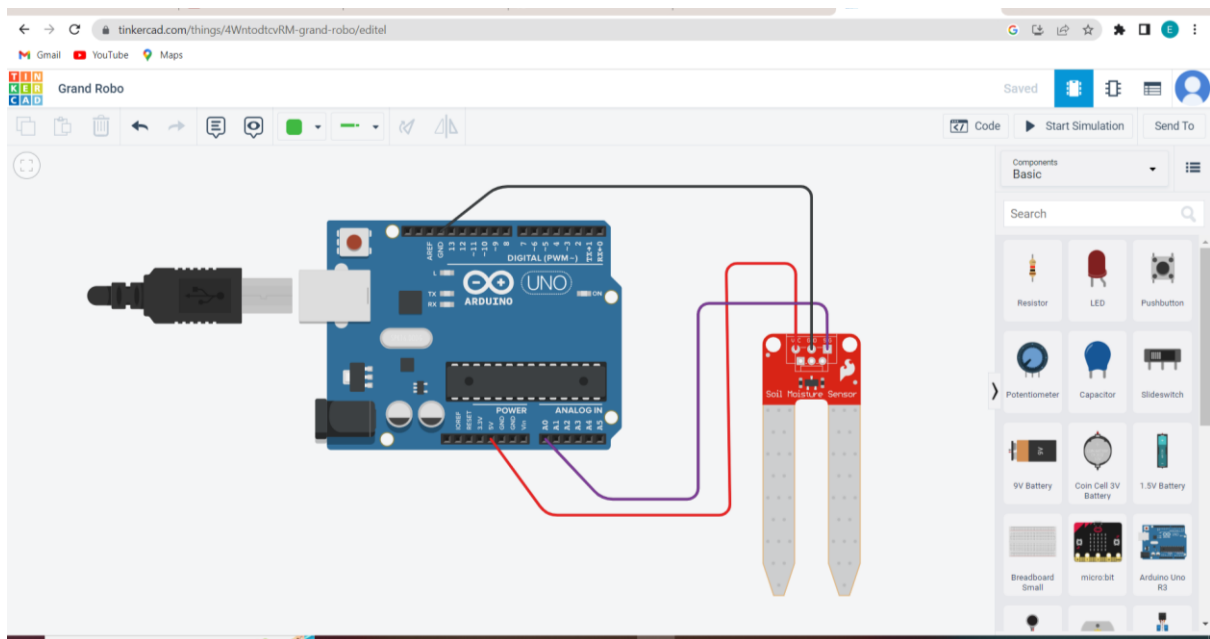 tinkercad.com/things/4WntodtcvRM-grand-robo/editel
G
E
Gmail YouTube Maps
TIN
KER
CAD
Grand Robo
Saved
Code
Start Simulation
Send To
Components
Basic
Search
Resistor LED Pushbutton
Potentiometer Capacitor Slideswitch
9V Battery Coin Cell 3V Battery 1.5V Battery
Breadboard Small micro:bit Arduino Uno R3
AREF
GND
13
12
~11
~10
~9
8
7
~6
~5
4
~3
2
TX→1
RX←0
DIGITAL (PWM~)
L
TX
RX
ARDUINO
UNO
ON
POWER
ANALOG IN
IOREF
RESET
3.3V
5V
GND
GND
Vin
A0
A1
A2
A3
A4
A5
Soil Moisture Sensor